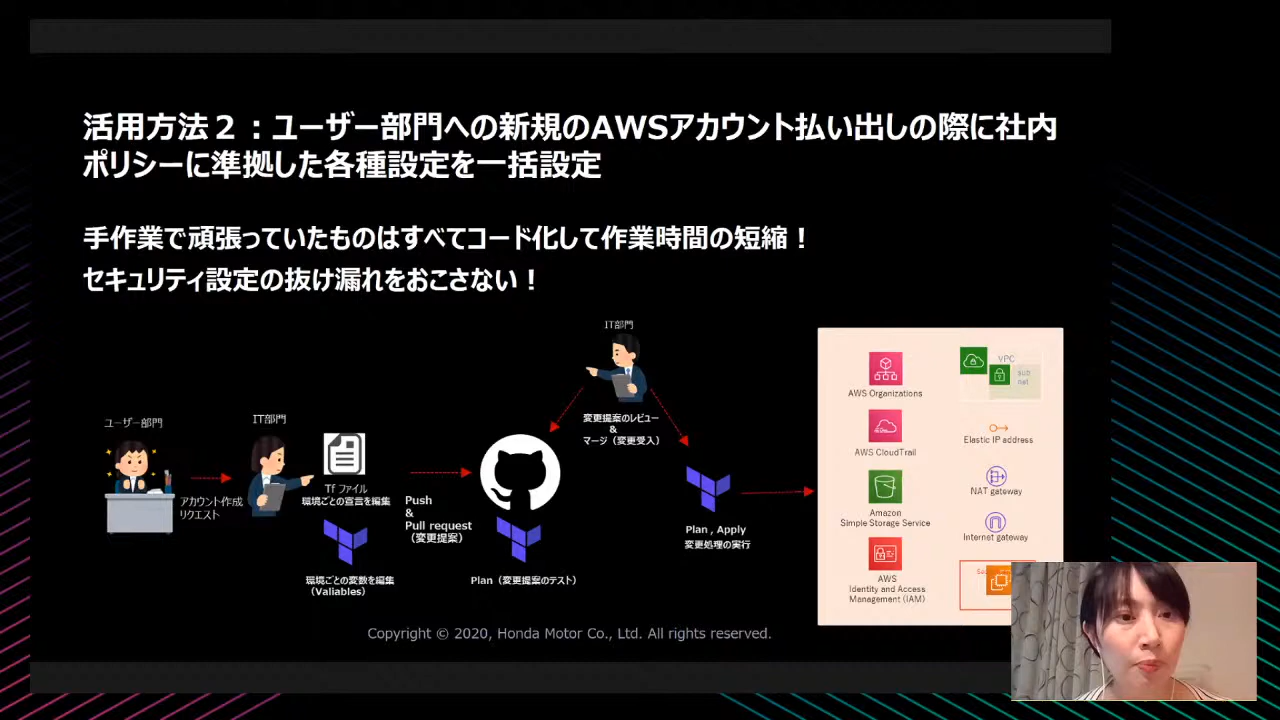 活用方法２：ユーザー部門への新規のAWSアカウント払い出しの際に社内
ポリシーに準拠した各種設定を一括設定
手作業で頑張っていたものはすべてコード化して作業時間の短縮！
セキュリティ設定の抜け漏れをおこさない！
ユーザー部門
アカウント作成
リクエスト
IT部門
Tf ファイル
環境ごとの宣言を編集
環境ごとの変数を編集
（Valiables）
Push
&
Pull request
（変更提案）
Plan（変更提案のテスト）
IT部門
変更提案のレビュー
&
マージ（変更受入）
Plan , Apply
変更処理の実行
AWS Organizations
AWS CloudTrail
Amazon
Simple Storage Service
AWS
Identity and Access
Management (IAM)
VPC
sub
net
Elastic IP address
NAT gateway
Internet gateway
Copyright © 2020, Honda Motor Co., Ltd. All rights reserved.